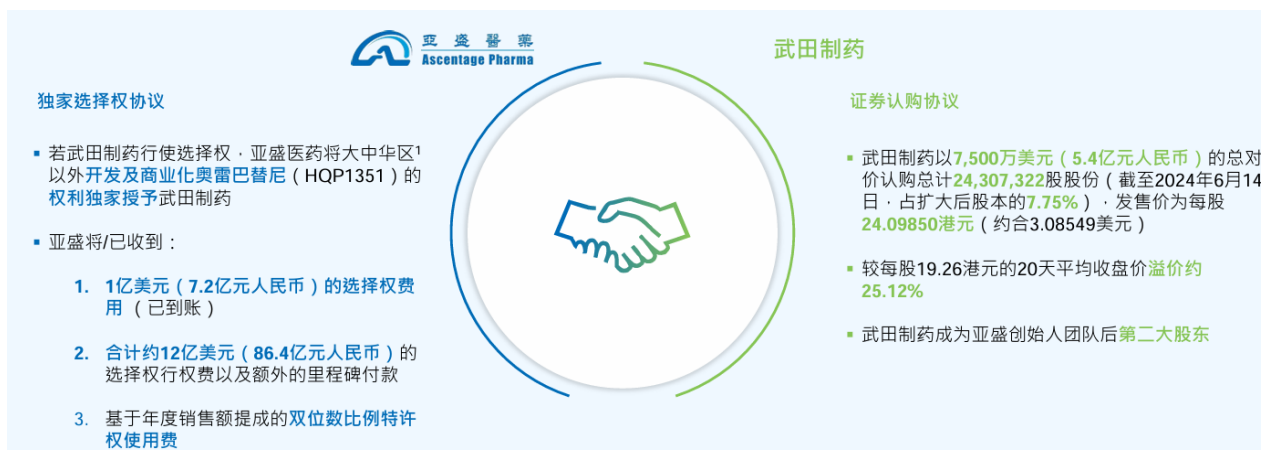 亞盛醫藥
Ascentage Pharma
武田制药
独家选择权协议
▪ 若武田制药行使选择权，亚盛医药将大中华区¹
以外开发及商业化奥雷巴替尼（HQP1351）的
权利独家授予武田制药
▪ 亚盛将/已收到：
1. 1亿美元（7.2亿元人民币）的选择权费
用 （已到账）
2. 合计约12亿美元（86.4亿元人民币）的
选择权行权费以及额外的里程碑付款
3. 基于年度销售额提成的双位数比例特许
权使用费
证券认购协议
▪ 武田制药以7,500万美元（5.4亿元人民币）的总对
价认购总计24,307,322股股份（截至2024年6月14
日，占扩大后股本的7.75%），发售价为每股
24.09850港元（约合3.08549美元）
▪ 较每股19.26港元的20天平均收盘价溢价约
25.12%
▪ 武田制药成为亚盛创始人团队后第二大股东